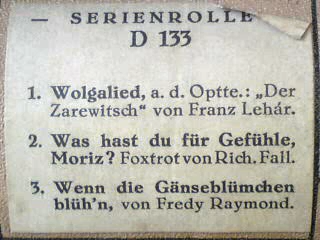 — SERIENROLLE
D 133
1. Wolgalied, a. d. Optte.: „Der
Zarewitsch“ von Franz Lehár.
2. Was hast du für Gefühle,
Moriz? Foxtrot von Rich. Fall.
3. Wenn die Gänseblümchen
blüh'n, von Fredy Raymond.